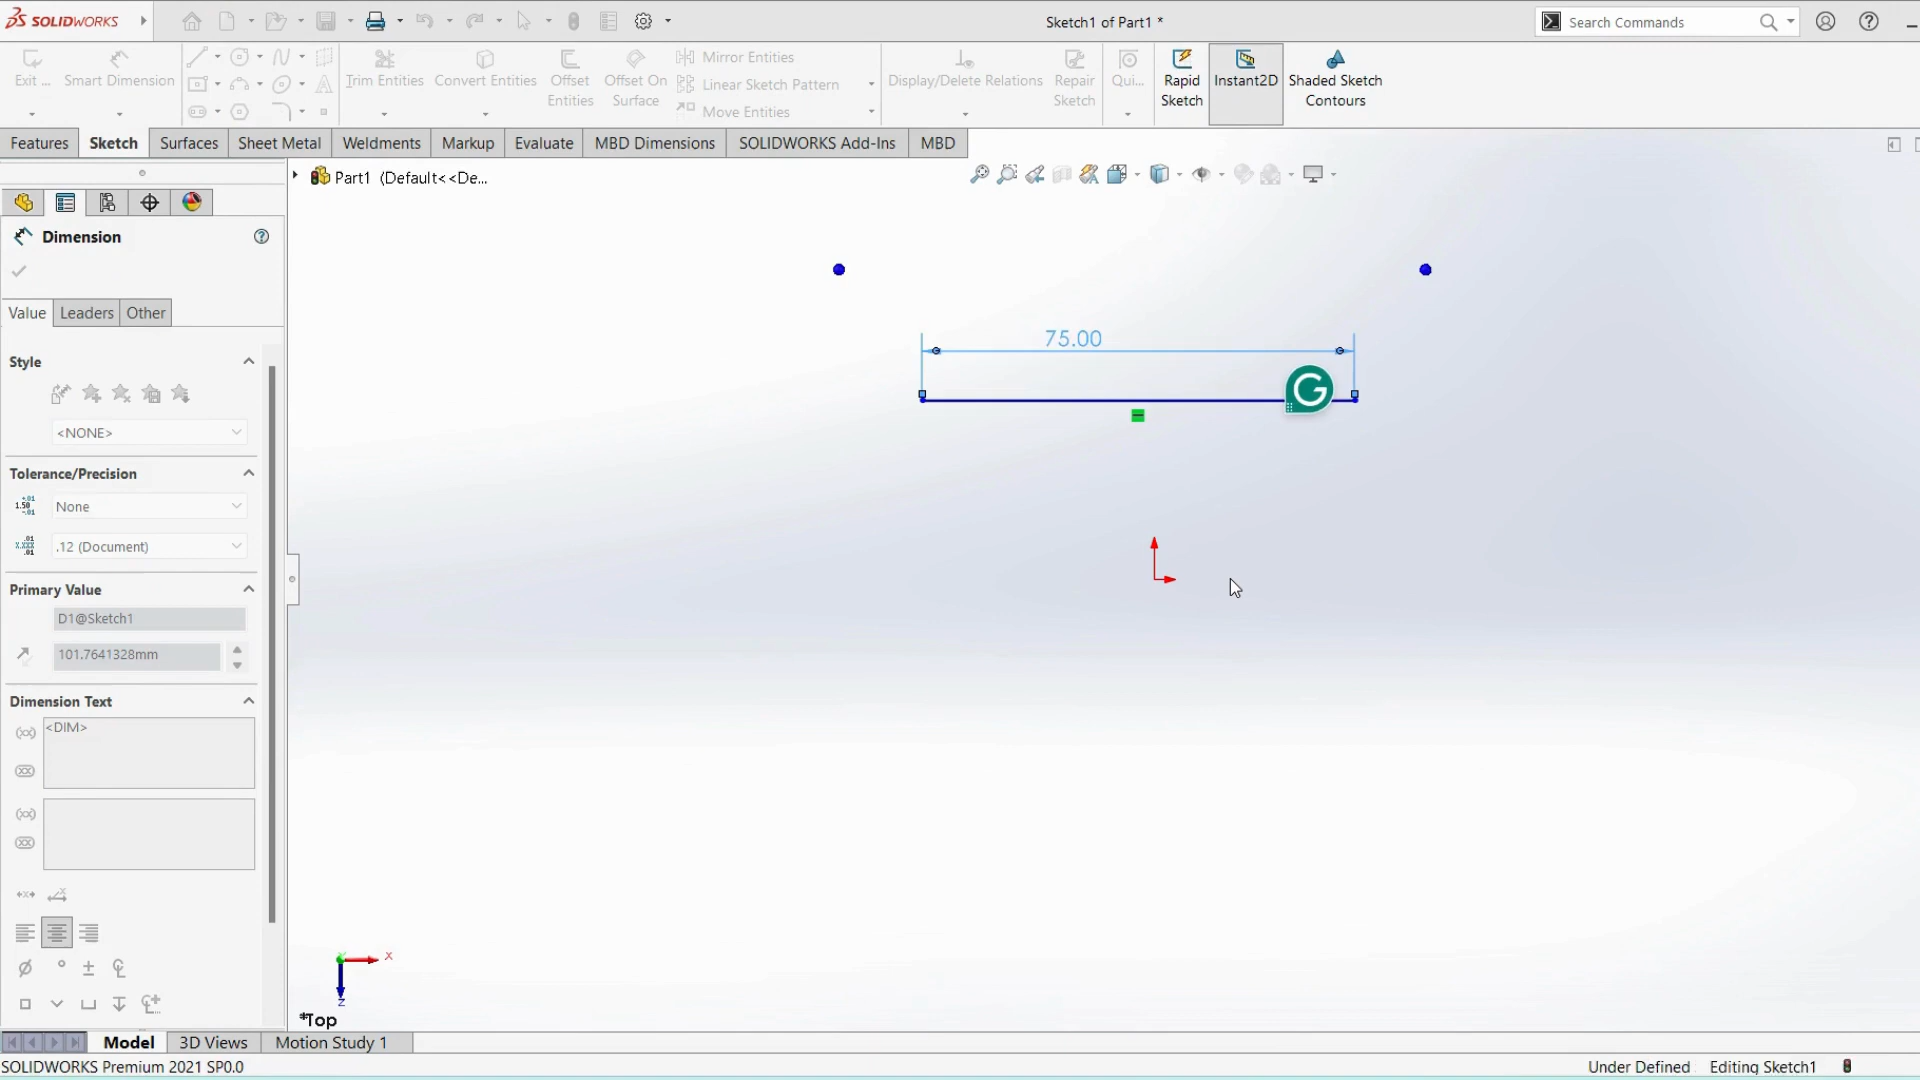 SOLIDWORKS
Sketch1 of Part1 *
Search Commands
Exit ...
Smart Dimension
Trim Entities
Convert Entities
Offset Entities
Offset On Surface
Mirror Entities
Linear Sketch Pattern
Move Entities
Display/Delete Relations
Repair Sketch
Qui...
Rapid Sketch
Instant2D
Shaded Sketch Contours
Features
Sketch
Surfaces
Sheet Metal
Weldments
Markup
Evaluate
MBD Dimensions
SOLIDWORKS Add-Ins
MBD
Part1 (Default<<De...
Dimension
Value
Leaders
Other
Style
<NONE>
Tolerance/Precision
None
.12 (Document)
Primary Value
D1@Sketch1
101.7641328mm
Dimension Text
<DIM>
75.00
G
X
Z
*Top
Model
3D Views
Motion Study 1
SOLIDWORKS Premium 2021 SP0.0
Under Defined
Editing Sketch1